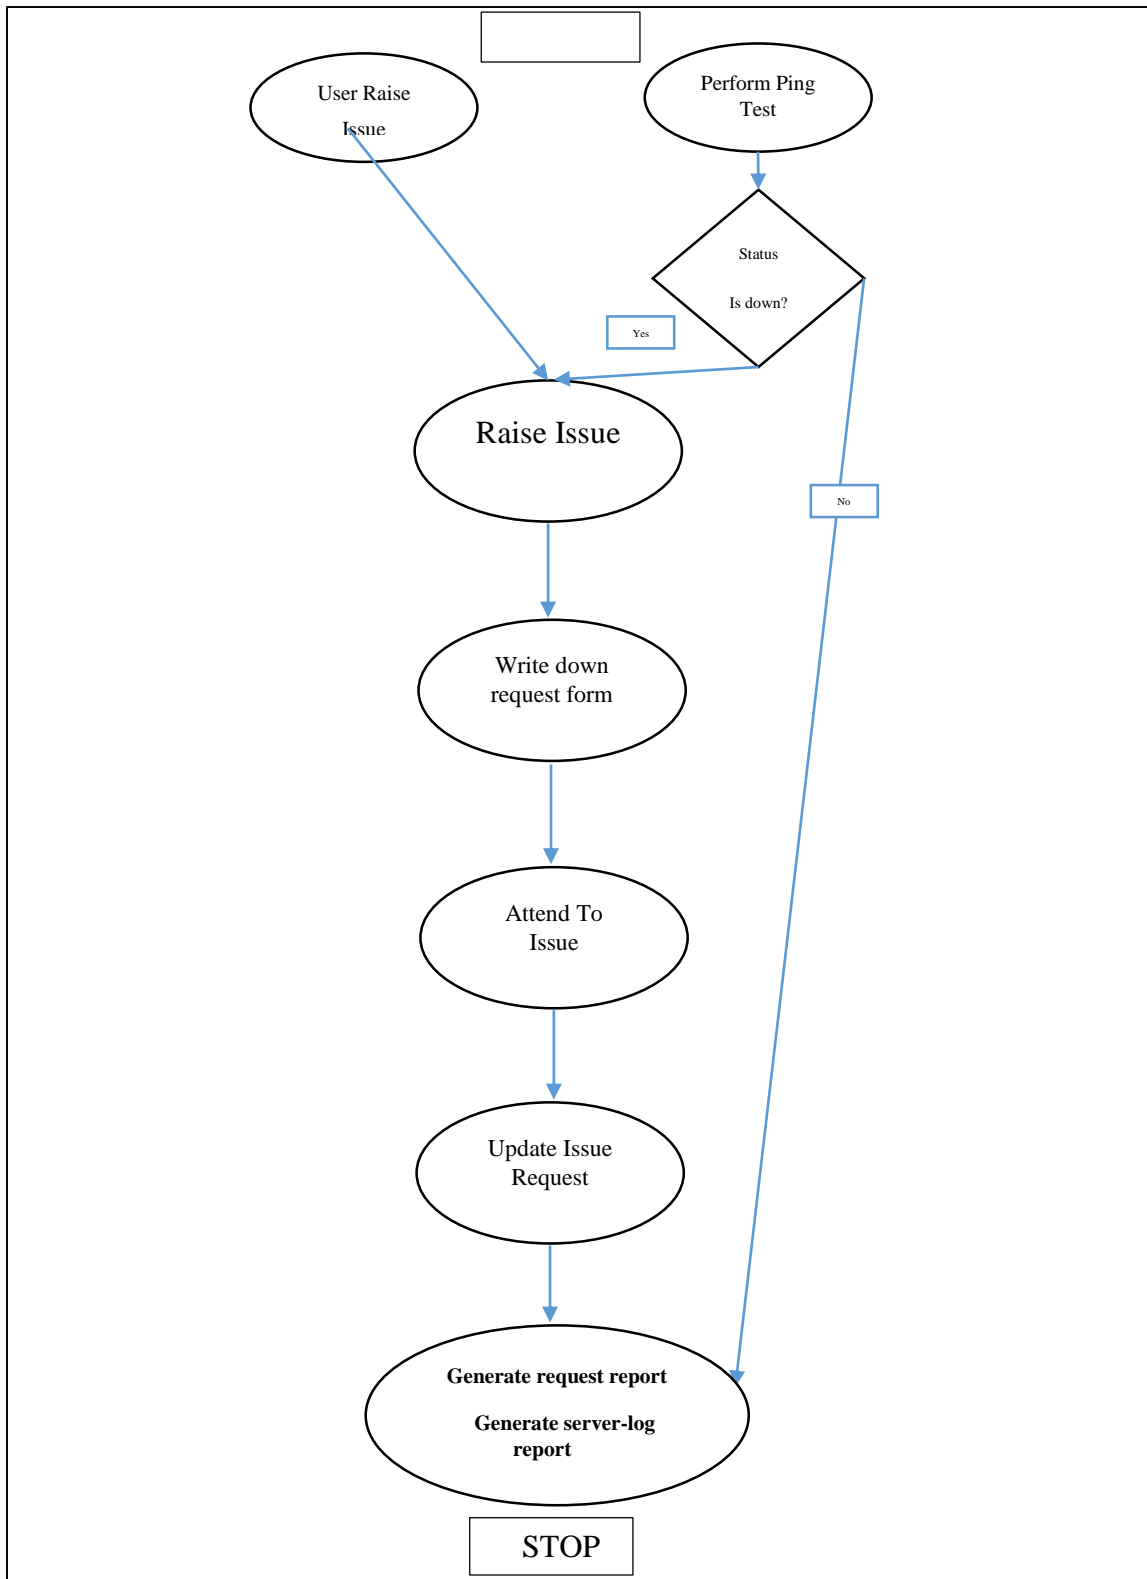 User Raise
Issue
Perform Ping
Test
Status
Is down?
Yes
Raise Issue
No
Write down
request form
Attend To
Issue
Update Issue
Request
Generate request report
Generate server-log
report
STOP